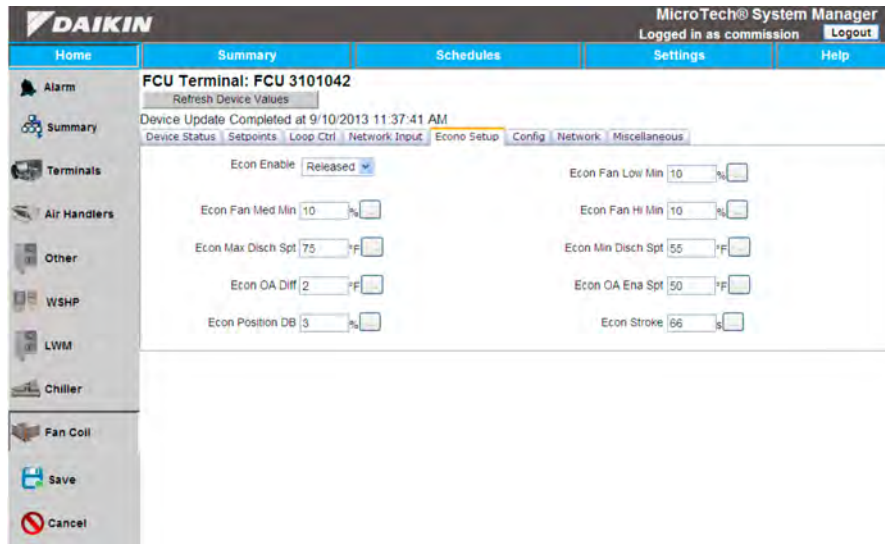 DAIKIN
MicroTech® System Manager
Logged in as commission Logout
Home Summary Schedules Settings Help
Alarm
Summary
Terminals
Air Handlers
Other
WSHP
LWM
Chiller
Fan Coil
Save
Cancel
FCU Terminal: FCU 3101042
Refresh Device Values
Device Update Completed at 9/10/2013 11:37:41 AM
Device Status Setpoints Loop Ctrl Network Input Econo Setup Config Network Miscellaneous
Econ Enable Released
Econ Fan Low Min 10 % ...
Econ Fan Med Min 10 % ...
Econ Fan Hi Min 10 % ...
Econ Max Disch Spt 75 °F ...
Econ Min Disch Spt 55 °F ...
Econ OA Diff 2 °F ...
Econ OA Ena Spt 50 °F ...
Econ Position DB 3 % ...
Econ Stroke 66 s ...